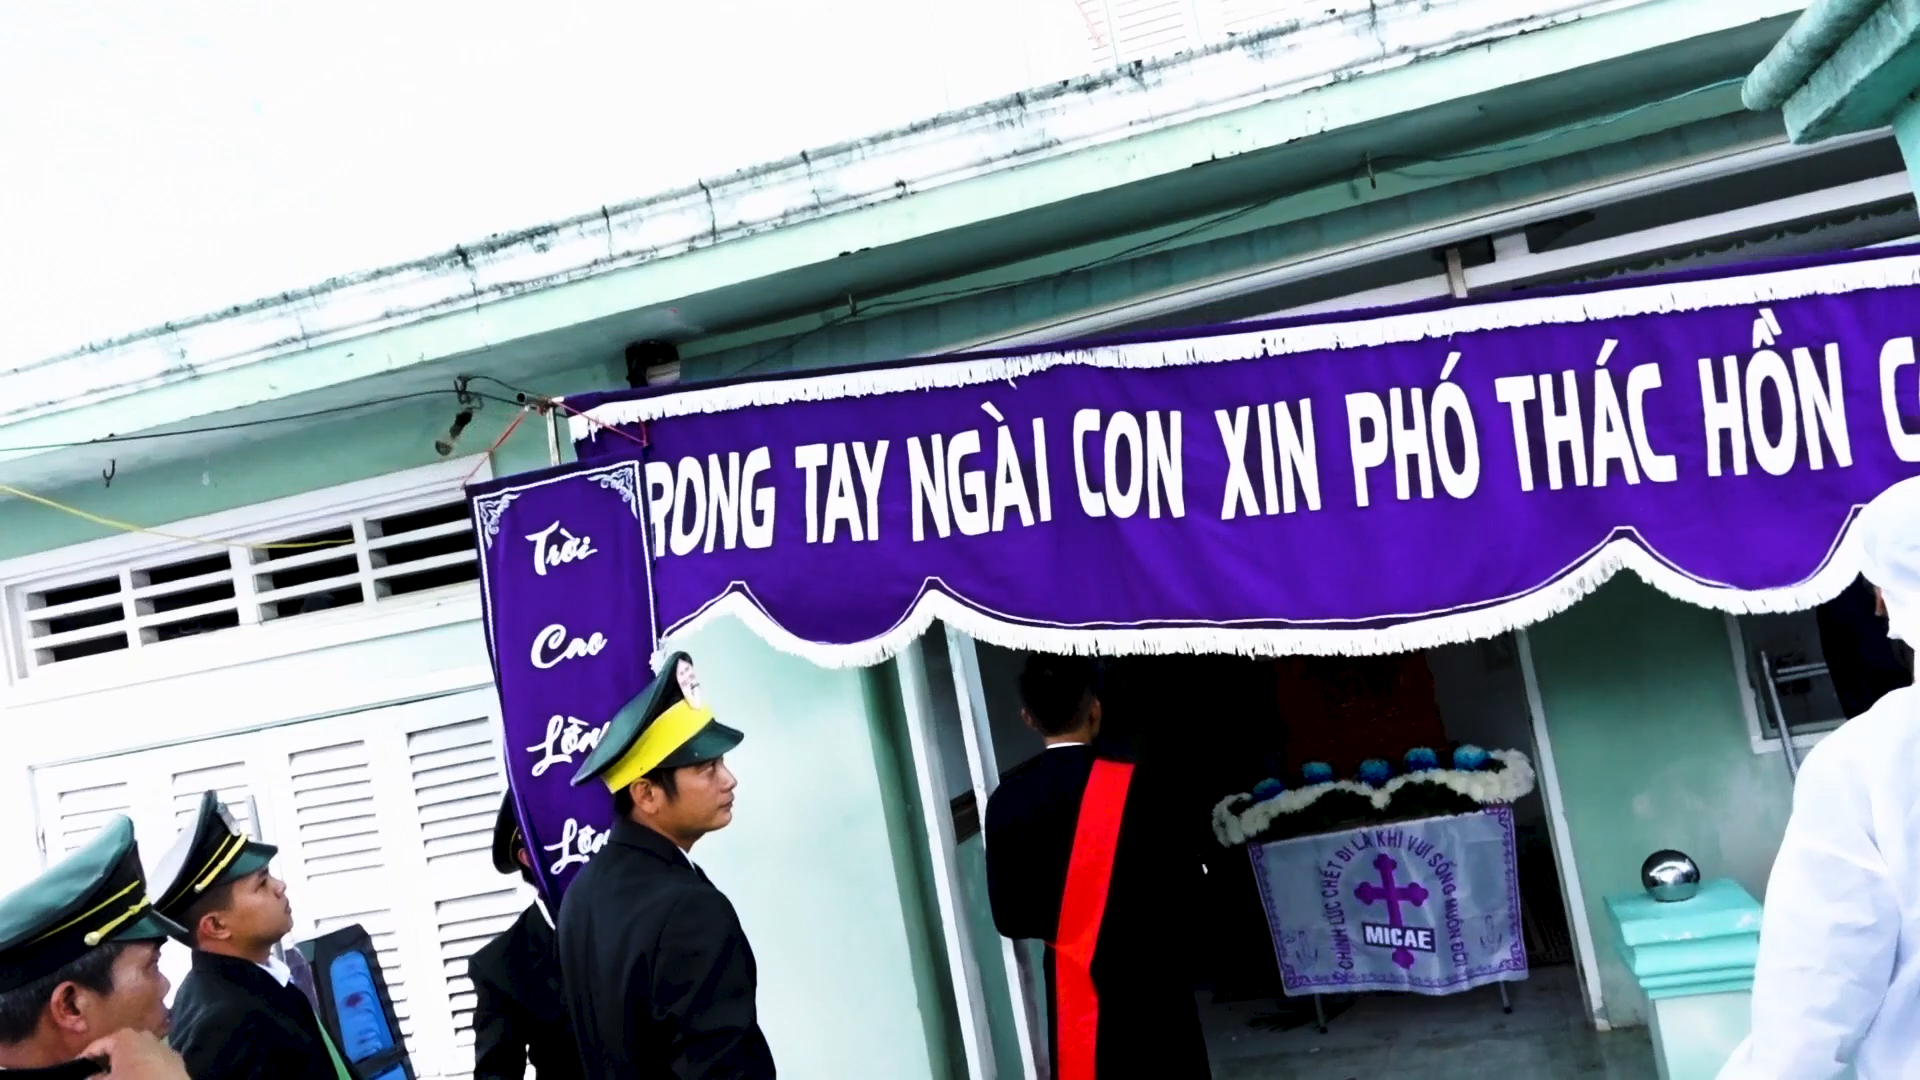 RONG TAY NGÀI CON XIN PHÓ THÁC HỒN C
Trời
Cao
Lồng
Lộn
CHÍNH LÚC CHẾT ĐI LÀ KHI VUI SỐNG MUÔN ĐỜI
MICAE